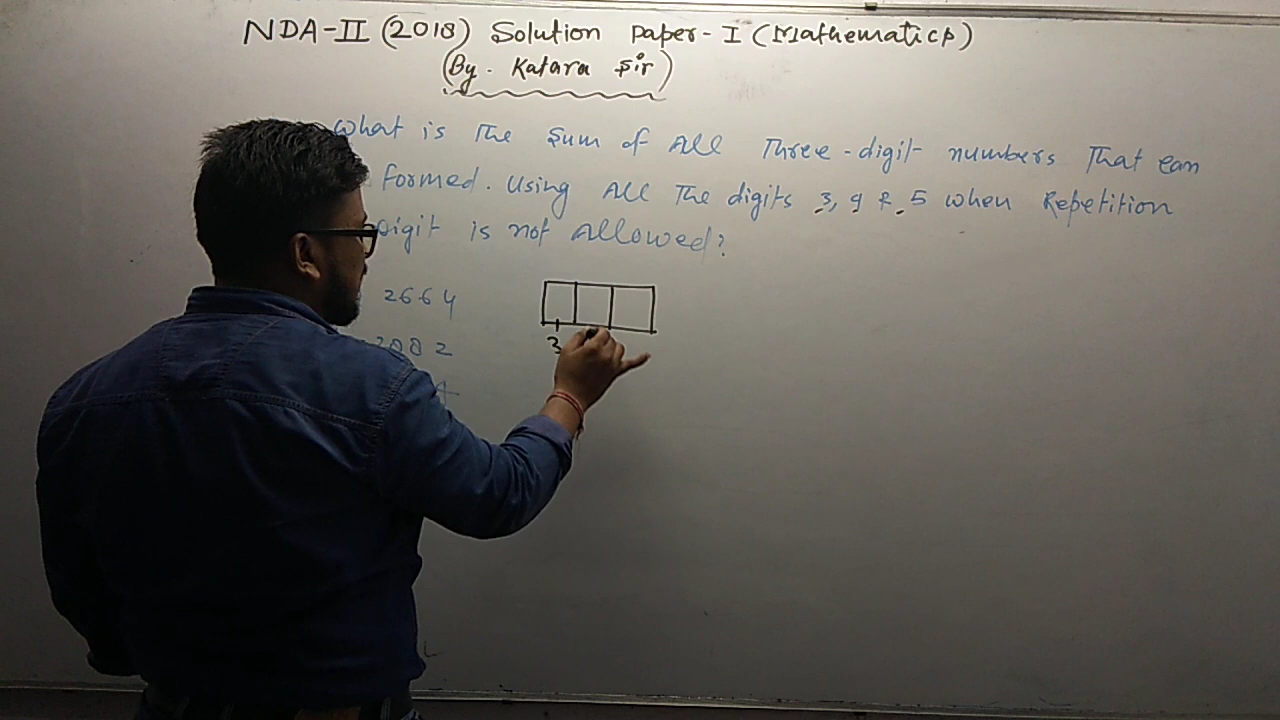 NDA-II (2018) Solution Paper-I (Mathematics)
(By. Katara Sir)
What is The Sum of All Three-digit numbers That can
formed. Using All The digits 3, 4 & 5 when Repetition
Digit is not Allowed?
2664
3